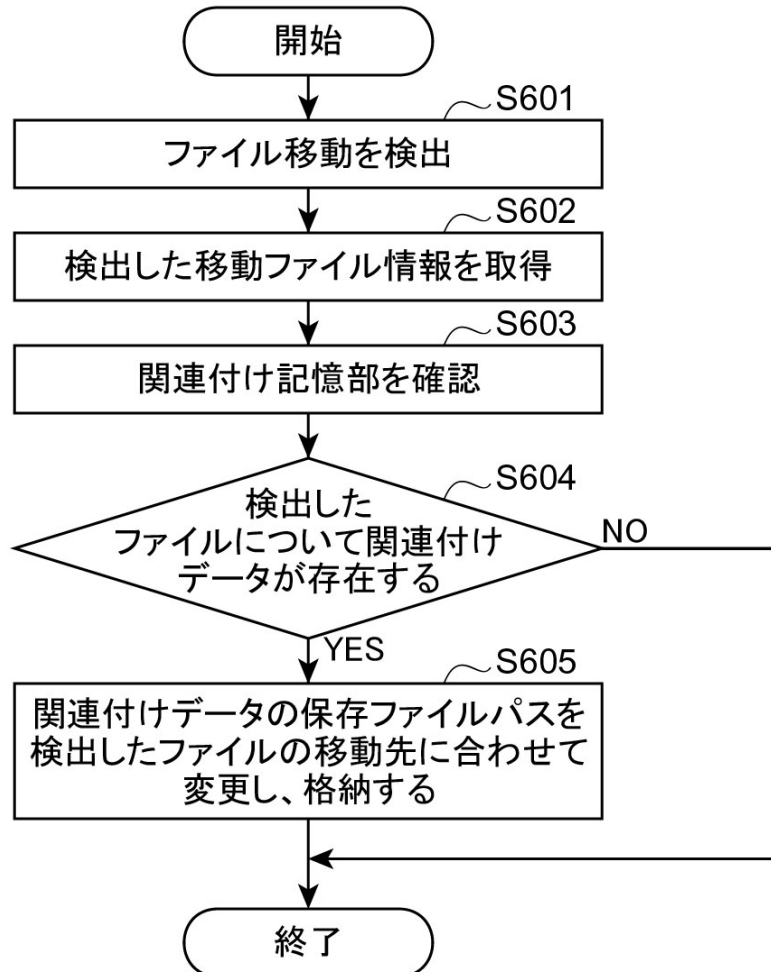 開始
S601
ファイル移動を検出
S602
検出した移動ファイル情報を取得
S603
関連付け記憶部を確認
S604
検出した
ファイルについて関連付け
データが存在する
NO
YES
S605
関連付けデータの保存ファイルパスを
検出したファイルの移動先に合わせて
変更し、格納する
終了